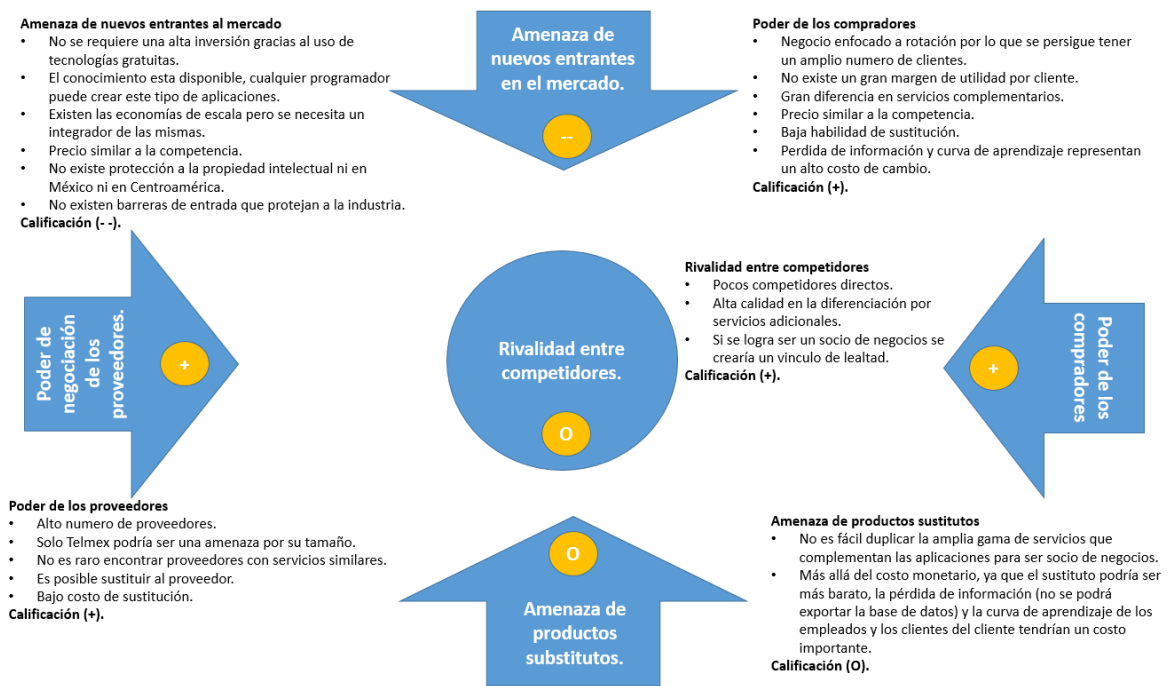 Amenaza de nuevos entrantes al mercado
• No se requiere una alta inversión gracias al uso de
tecnologías gratuitas.
• El conocimiento esta disponible, cualquier programador
puede crear este tipo de aplicaciones.
• Existen las economías de escala pero se necesita un
integrador de las mismas.
• Precio similar a la competencia.
• No existe protección a la propiedad intelectual ni en
México ni en Centroamérica.
• No existen barreras de entrada que protejan a la industria.
Calificación (- -).
Amenaza de
nuevos entrantes
en el mercado.
--
Poder de los compradores
• Negocio enfocado a rotación por lo que se persigue tener
un amplio numero de clientes.
• No existe un gran margen de utilidad por cliente.
• Gran diferencia en servicios complementarios.
• Precio similar a la competencia.
• Baja habilidad de sustitución.
• Perdida de información y curva de aprendizaje representan
un alto costo de cambio.
Calificación (+).
Poder de
negociación
de los
proveedores.
+
Rivalidad entre
competidores.
O
Rivalidad entre competidores
• Pocos competidores directos.
• Alta calidad en la diferenciación por
servicios adicionales.
• Si se logra ser un socio de negocios se
crearía un vinculo de lealtad.
Calificación (+).
+
Poder de los
compradores
Poder de los proveedores
• Alto numero de proveedores.
• Solo Telmex podría ser una amenaza por su tamaño.
• No es raro encontrar proveedores con servicios similares.
• Es posible sustituir al proveedor.
• Bajo costo de sustitución.
Calificación (+).
O
Amenaza de
productos
substitutos.
Amenaza de productos sustitutos
• No es fácil duplicar la amplia gama de servicios que
complementan las aplicaciones para ser socio de negocios.
• Más allá del costo monetario, ya que el sustituto podría ser
más barato, la pérdida de información (no se podrá
exportar la base de datos) y la curva de aprendizaje de los
empleados y los clientes del cliente tendrían un costo
importante.
Calificación (O).